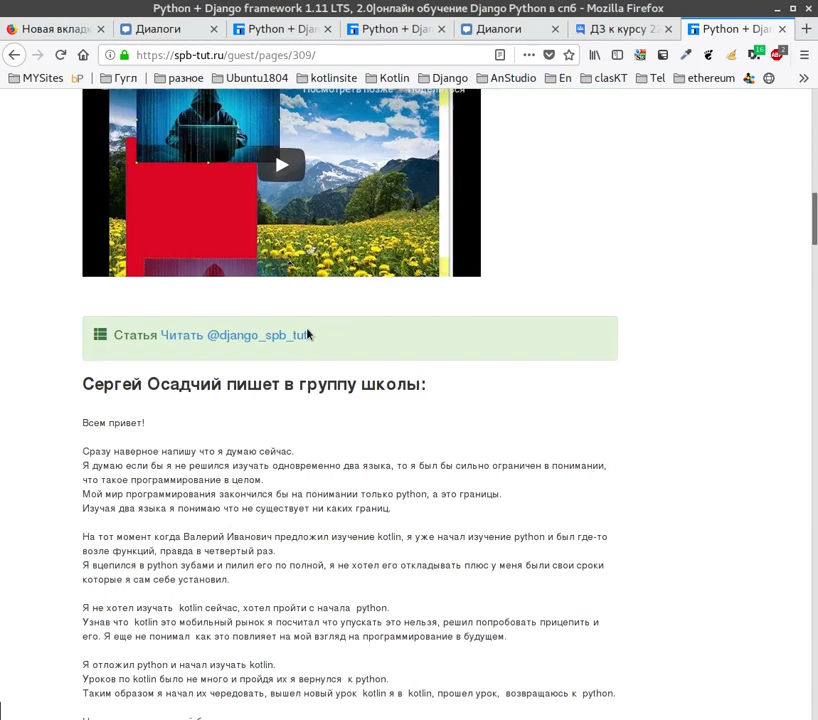 Python + Django framework 1.11 LTS, 2.0|онлайн обучение Django Python в спб - Mozilla Firefox
Новая вклад
Диалоги
Python + Dja
Python + Dja
Диалоги
ДЗ к курсу 22
Python + Dja
https://spb-tut.ru/guest/pages/309/
MYSites
bP
Гугл
разное
Ubuntu1804
kotlinsite
Kotlin
Django
AnStudio
En
clasKT
Tel
ethereum
Посмотреть позже
Поделиться
Статья Читать @django_spb_tut
Сергей Осадчий пишет в группу школы:
Всем привет!
Сразу наверное напишу что я думаю сейчас.
Я думаю если бы я не решился изучать одновременно два языка, то я был бы сильно ограничен в понимании,
что такое программирование в целом.
Мой мир программирования закончился бы на понимании только python, а это границы.
Изучая два языка я понимаю что не существует ни каких границ.
На тот момент когда Валерий Иванович предложил изучение kotlin, я уже начал изучение python и был где-то
возле функций, правда в четвертый раз.
Я вцепился в python зубами и пилил его по полной, я не хотел его откладывать плюс у меня были свои сроки
которые я сам себе установил.
Я не хотел изучать kotlin сейчас, хотел пройти с начала python.
Узнав что kotlin это мобильный рынок я посчитал что упускать это нельзя, решил попробовать прицепить и
его. Я еще не понимал как это повлияет на мой взгляд на программирование в будущем.
Я отложил python и начал изучать kotlin.
Уроков по kotlin было не много и пройдя их я вернулся к python.
Таким образом я начал их чередовать, вышел новый урок kotlin я в kotlin, прошел урок, возвращаюсь к python.